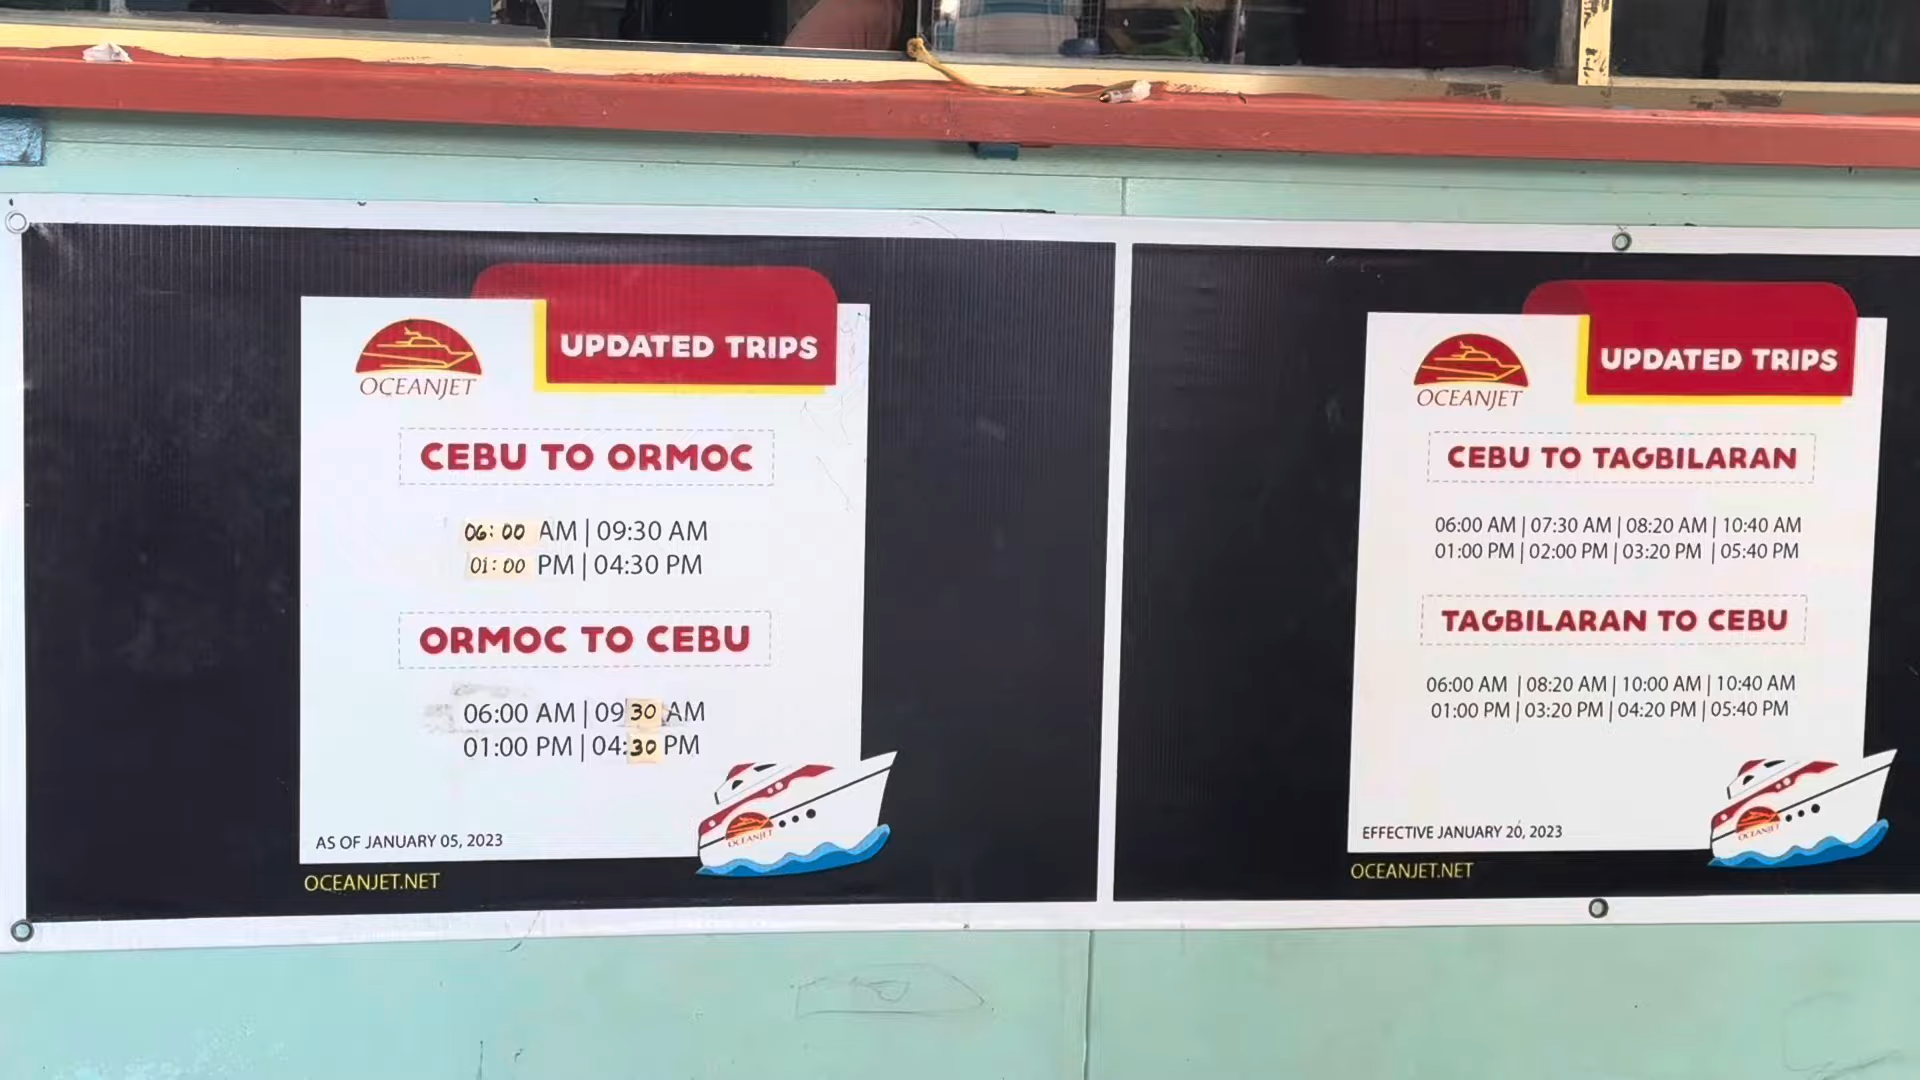 OCEANJET
UPDATED TRIPS
CEBU TO ORMOC
06:00 AM | 09:30 AM
01:00 PM | 04:30 PM
ORMOC TO CEBU
06:00 AM | 09 30 AM
01:00 PM | 04:30 PM
AS OF JANUARY 05, 2023
OCEANJET
OCEANJET.NET
OCEANJET
UPDATED TRIPS
CEBU TO TAGBILARAN
06:00 AM | 07:30 AM | 08:20 AM | 10:40 AM
01:00 PM | 02:00 PM | 03:20 PM | 05:40 PM
TAGBILARAN TO CEBU
06:00 AM | 08:20 AM | 10:00 AM | 10:40 AM
01:00 PM | 03:20 PM | 04:20 PM | 05:40 PM
EFFECTIVE JANUARY 20, 2023
OCEANJET
OCEANJET.NET